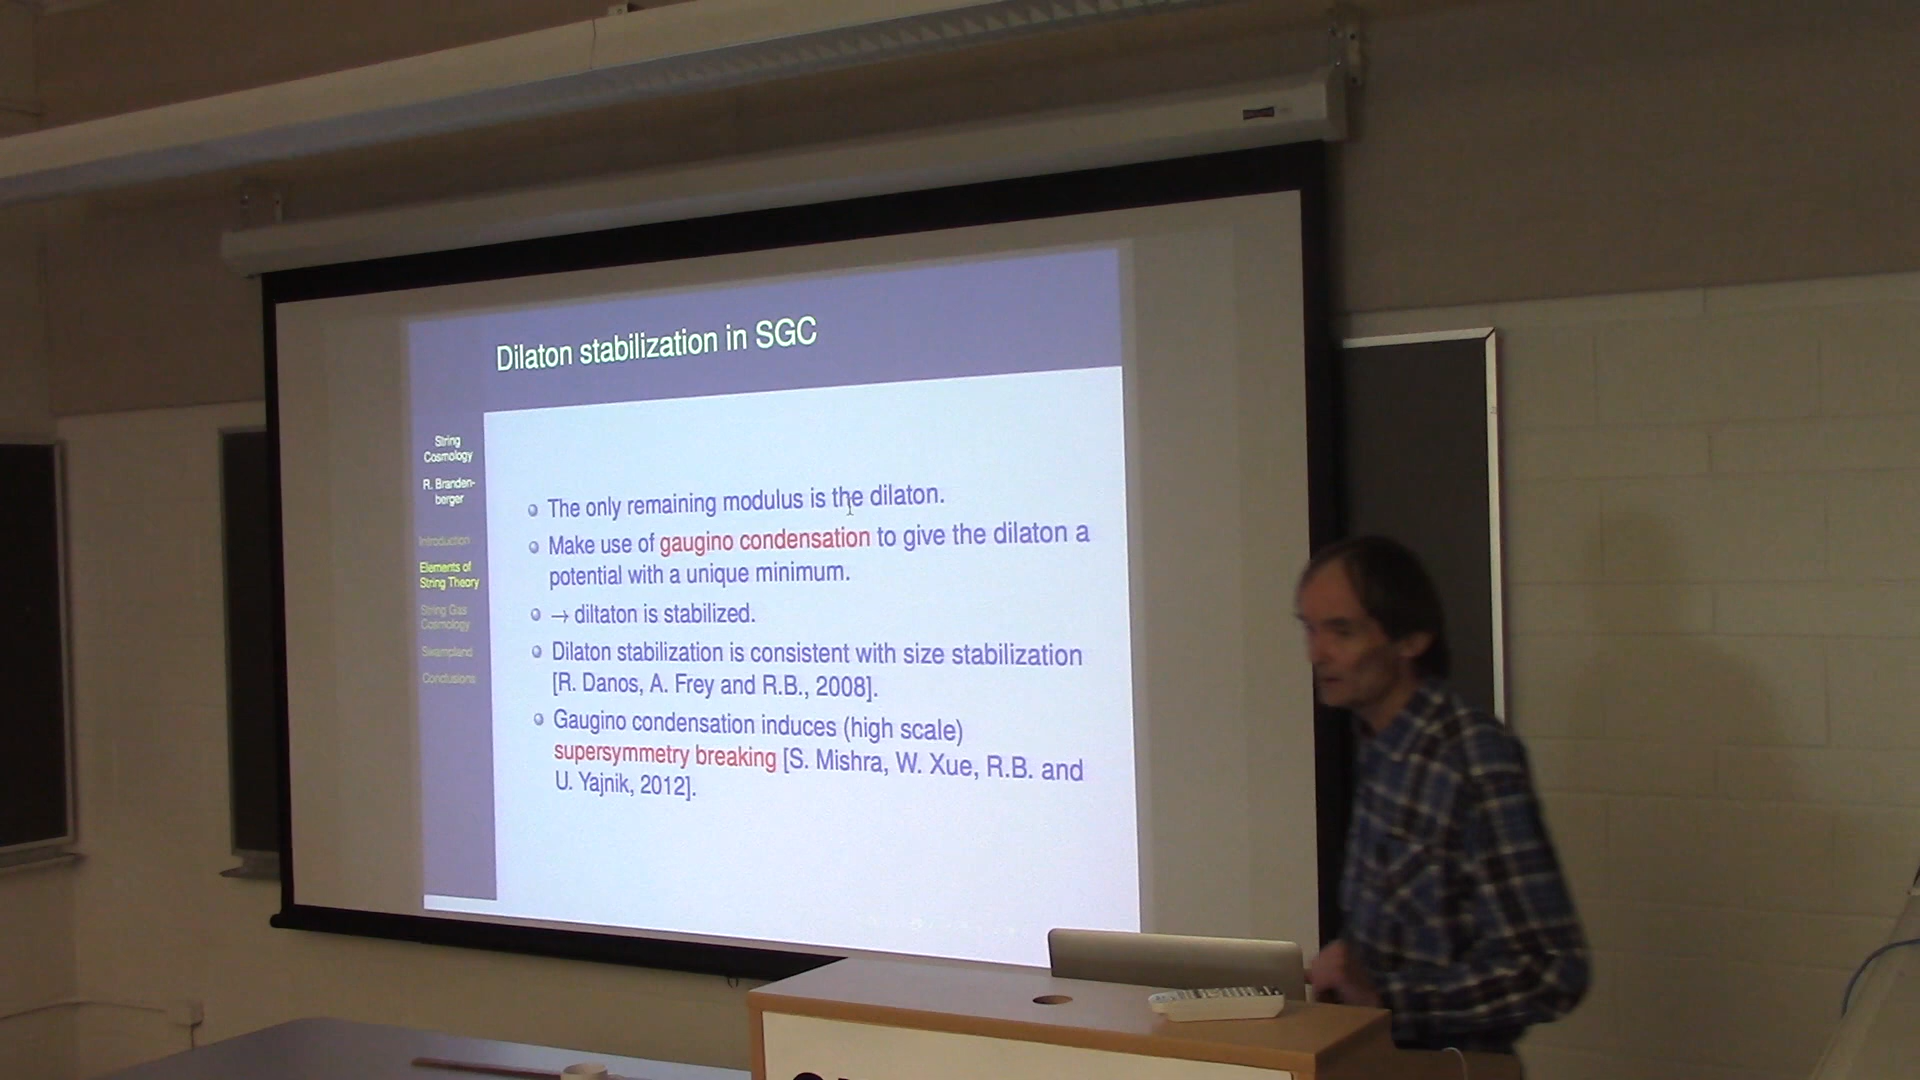 Dilaton stabilization in SGC
String
Cosmology
R. Branden-
berger
Introduction
Elements of
String Theory
String Gas
Cosmology
Swampland
Conclusions
The only remaining modulus is the dilaton.
Make use of gaugino condensation to give the dilaton a
potential with a unique minimum.
→ diltaton is stabilized.
Dilaton stabilization is consistent with size stabilization
[R. Danos, A. Frey and R.B., 2008].
Gaugino condensation induces (high scale)
supersymmetry breaking [S. Mishra, W. Xue, R.B. and
U. Yajnik, 2012].